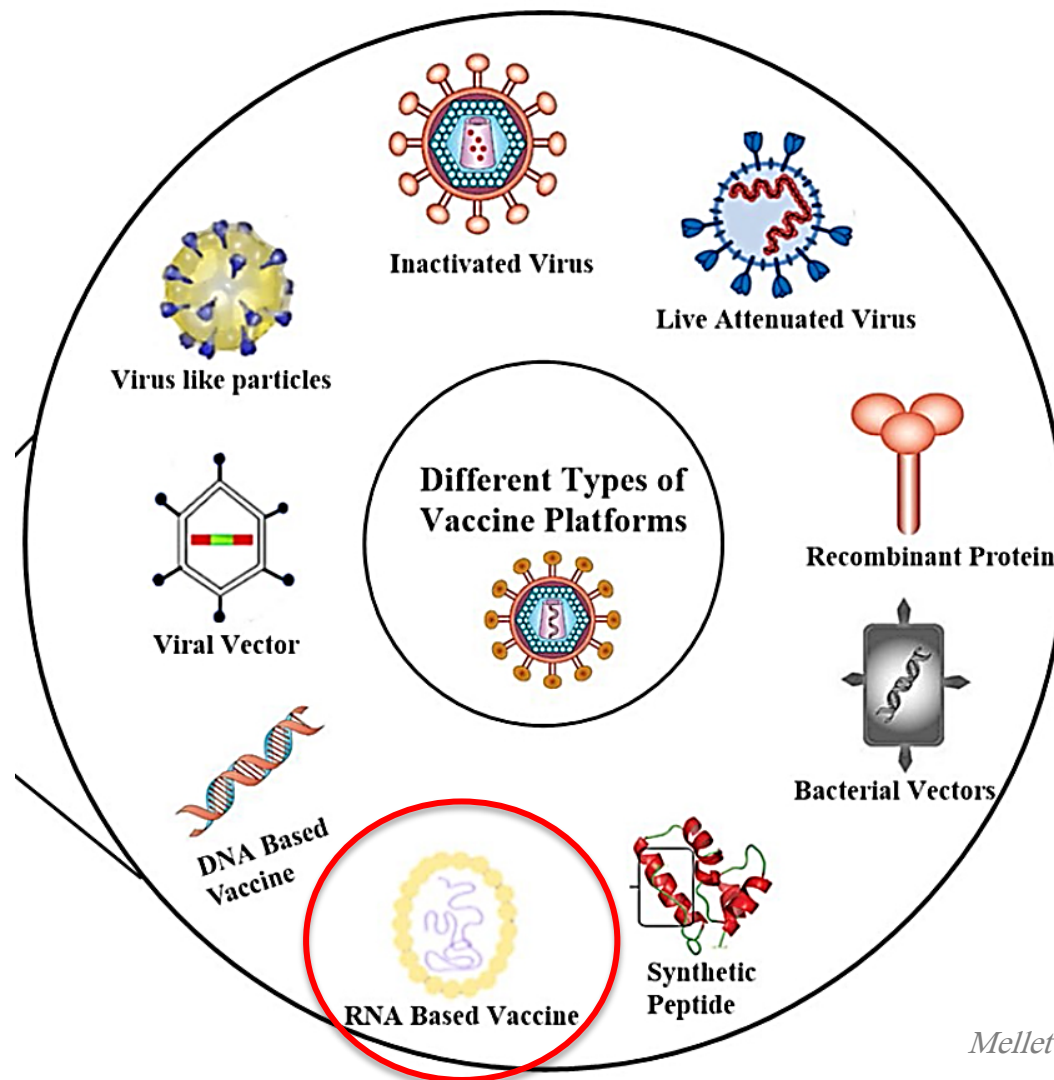 Inactivated Virus
Live Attenuated Virus
Virus like particles
Different Types of
Vaccine Platforms
Recombinant Protein
Viral Vector
Bacterial Vectors
DNA Based
Vaccine
Synthetic
Peptide
RNA Based Vaccine
Mellet